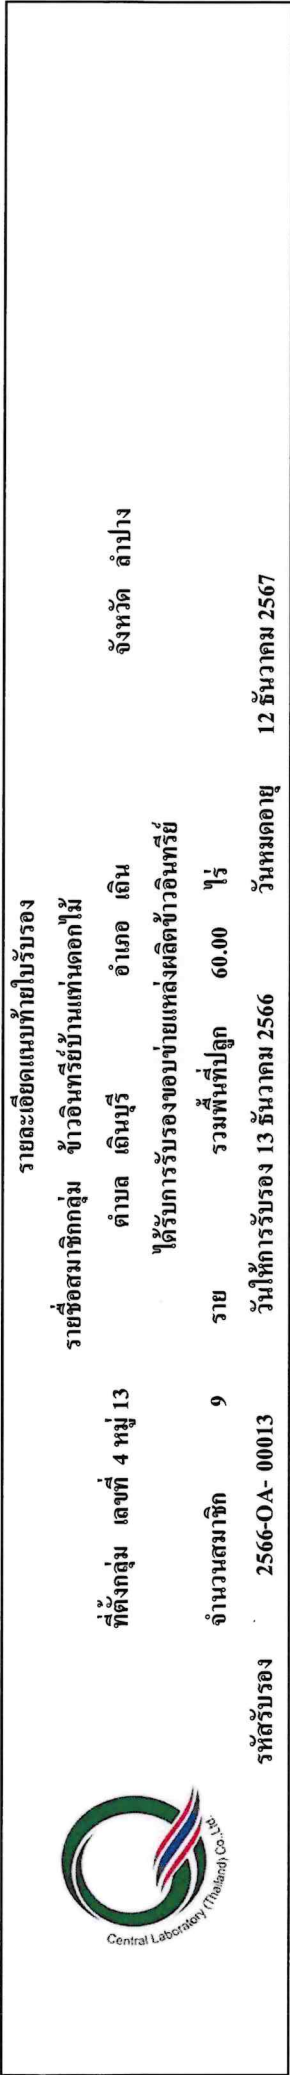 รายละเอียดแนบท้ายใบรับรอง
รายชื่อสมาชิกกลุ่ม ข้าวอินทรีย์บ้านแท่นดอกไม้
ที่ตั้งกลุ่ม เลขที่ 4 หมู่ 13 ตำบล เถินบุรี อำเภอ เถิน จังหวัด ลำปาง
ได้รับการรับรองขอบข่ายแหล่งผลิตข้าวอินทรีย์
จำนวนสมาชิก 9 ราย รวมพื้นที่ปลูก 60.00 ไร่
รหัสรับรอง 2566-OA- 00013 วันให้การรับรอง 13 ธันวาคม 2566 วันหมดอายุ 12 ธันวาคม 2567
Central Laboratory (Thailand) Co.,Ltd.